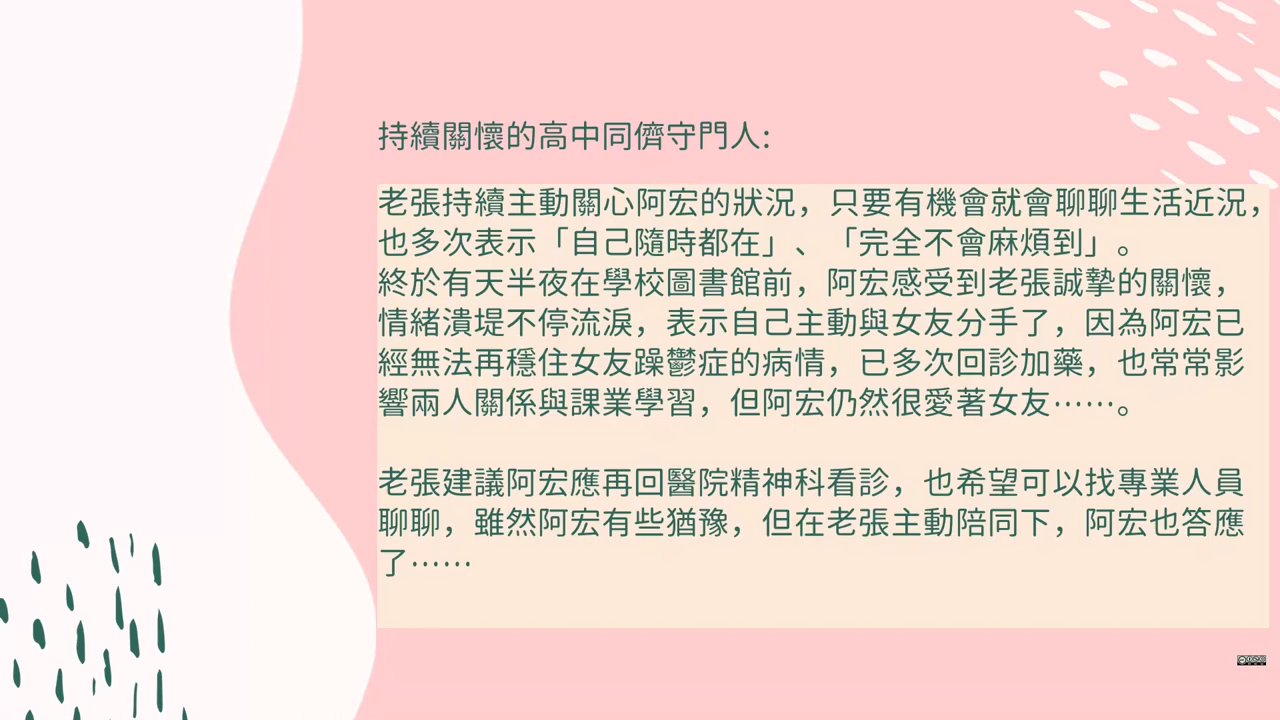 持續關懷的高中同儕守門人:
老張持續主動關心阿宏的狀況，只要有機會就會聊聊生活近況，
也多次表示「自己隨時都在」、「完全不會麻煩到」。
終於有天半夜在學校圖書館前，阿宏感受到老張誠摯的關懷，
情緒潰堤不停流淚，表示自己主動與女友分手了，因為阿宏已
經無法再穩住女友躁鬱症的病情，已多次回診加藥，也常常影
響兩人關係與課業學習，但阿宏仍然很愛著女友⋯⋯。
老張建議阿宏應再回醫院精神科看診，也希望可以找專業人員
聊聊，雖然阿宏有些猶豫，但在老張主動陪同下，阿宏也答應
了⋯⋯